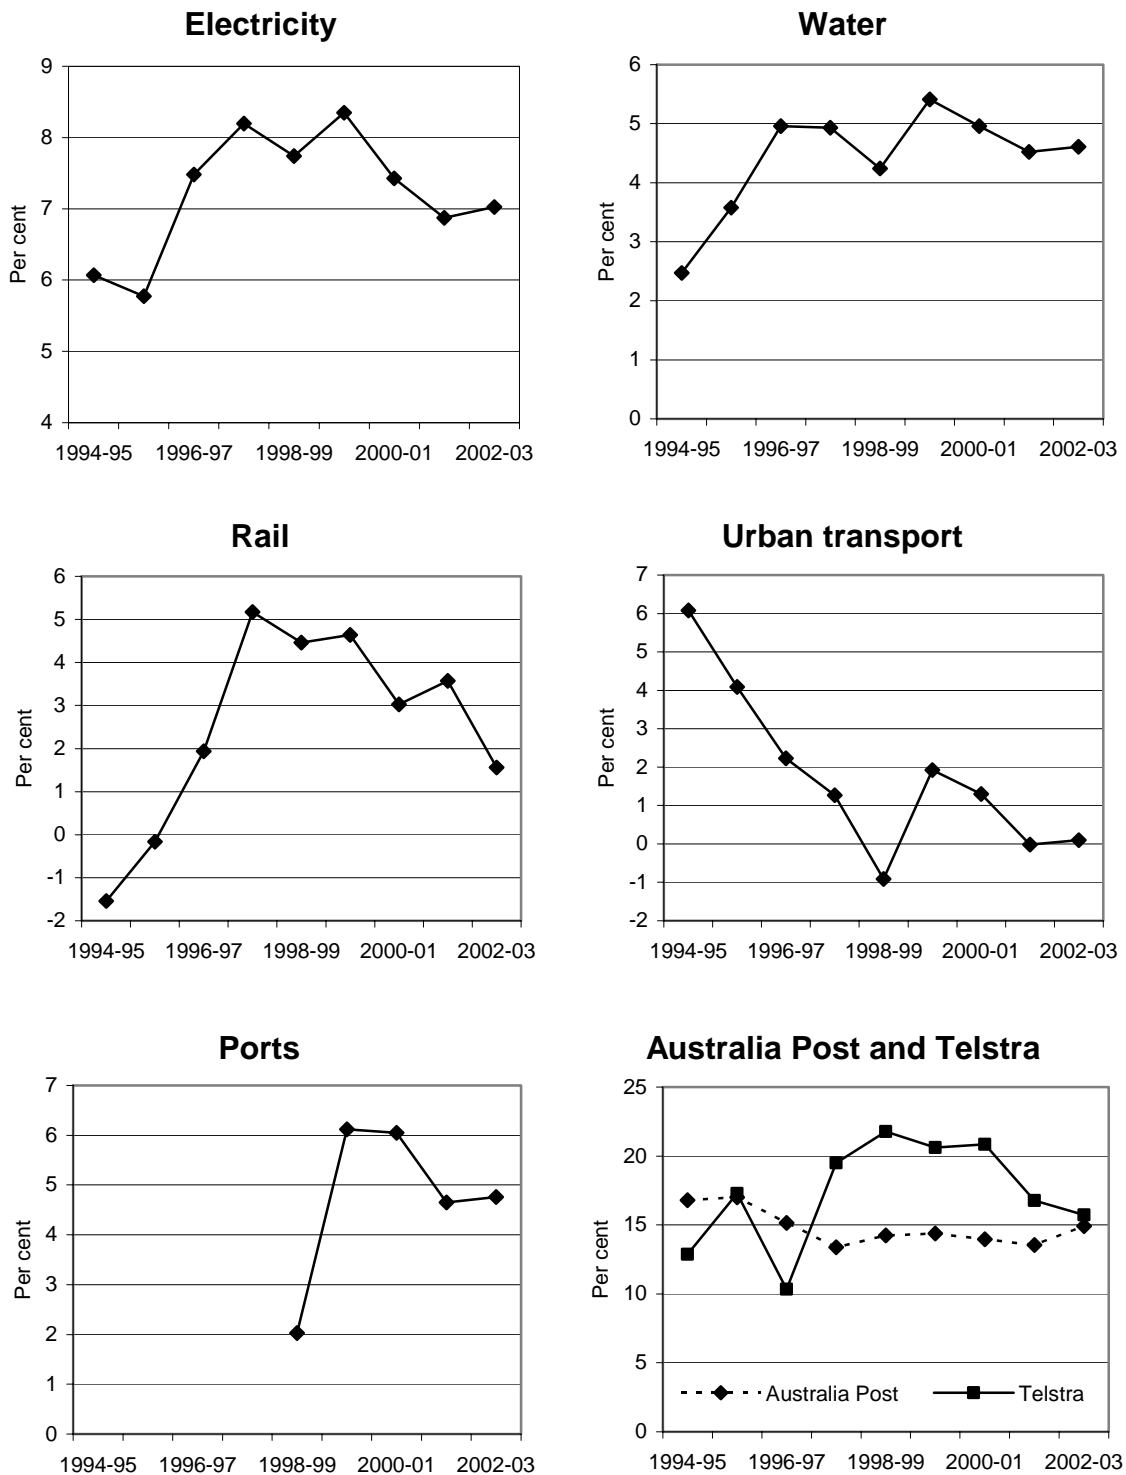 Electricity
9
8
7
6
5
4
Per cent
1994-95 1996-97 1998-99 2000-01 2002-03
Water
6
5
4
3
2
1
0
Per cent
1994-95 1996-97 1998-99 2000-01 2002-03
Rail
6
5
4
3
2
1
0
-1
-2
Per cent
1994-95 1996-97 1998-99 2000-01 2002-03
Urban transport
7
6
5
4
3
2
1
0
-1
-2
Per cent
1994-95 1996-97 1998-99 2000-01 2002-03
Ports
7
6
5
4
3
2
1
0
Per cent
1994-95 1996-97 1998-99 2000-01 2002-03
Australia Post and Telstra
25
20
15
10
5
0
Per cent
Australia Post Telstra
1994-95 1996-97 1998-99 2000-01 2002-03